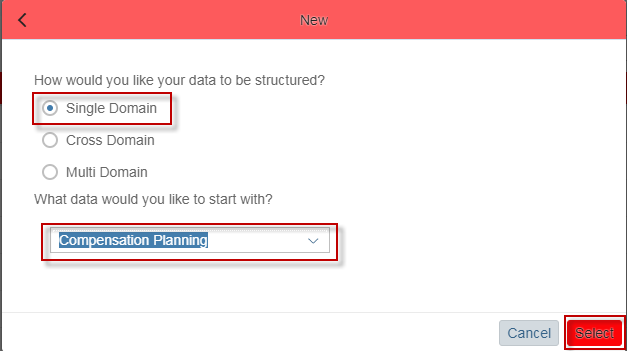 New
How would you like your data to be structured?
Single Domain
Cross Domain
Multi Domain
What data would you like to start with?
Compensation Planning
Cancel Select